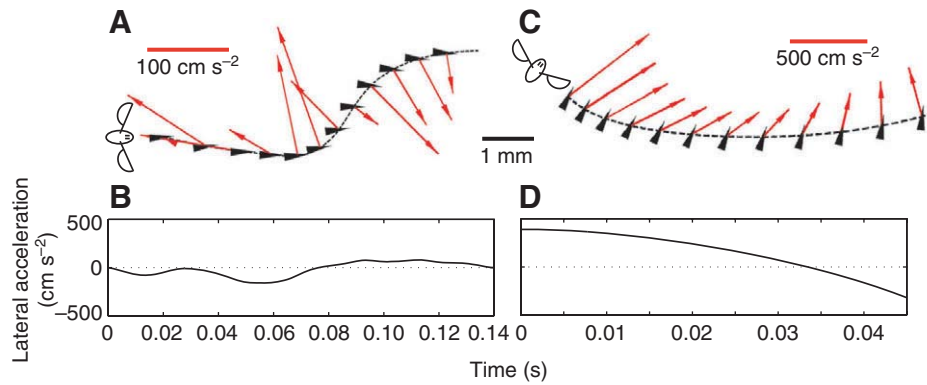 A
100 cm s–2
C
500 cm s–2
1 mm
B
D
Lateral acceleration
(cm s–2)
500
0
–500
0 0.02 0.04 0.06 0.08 0.10 0.12 0.14
0.01 0.02 0.03 0.04
Time (s)